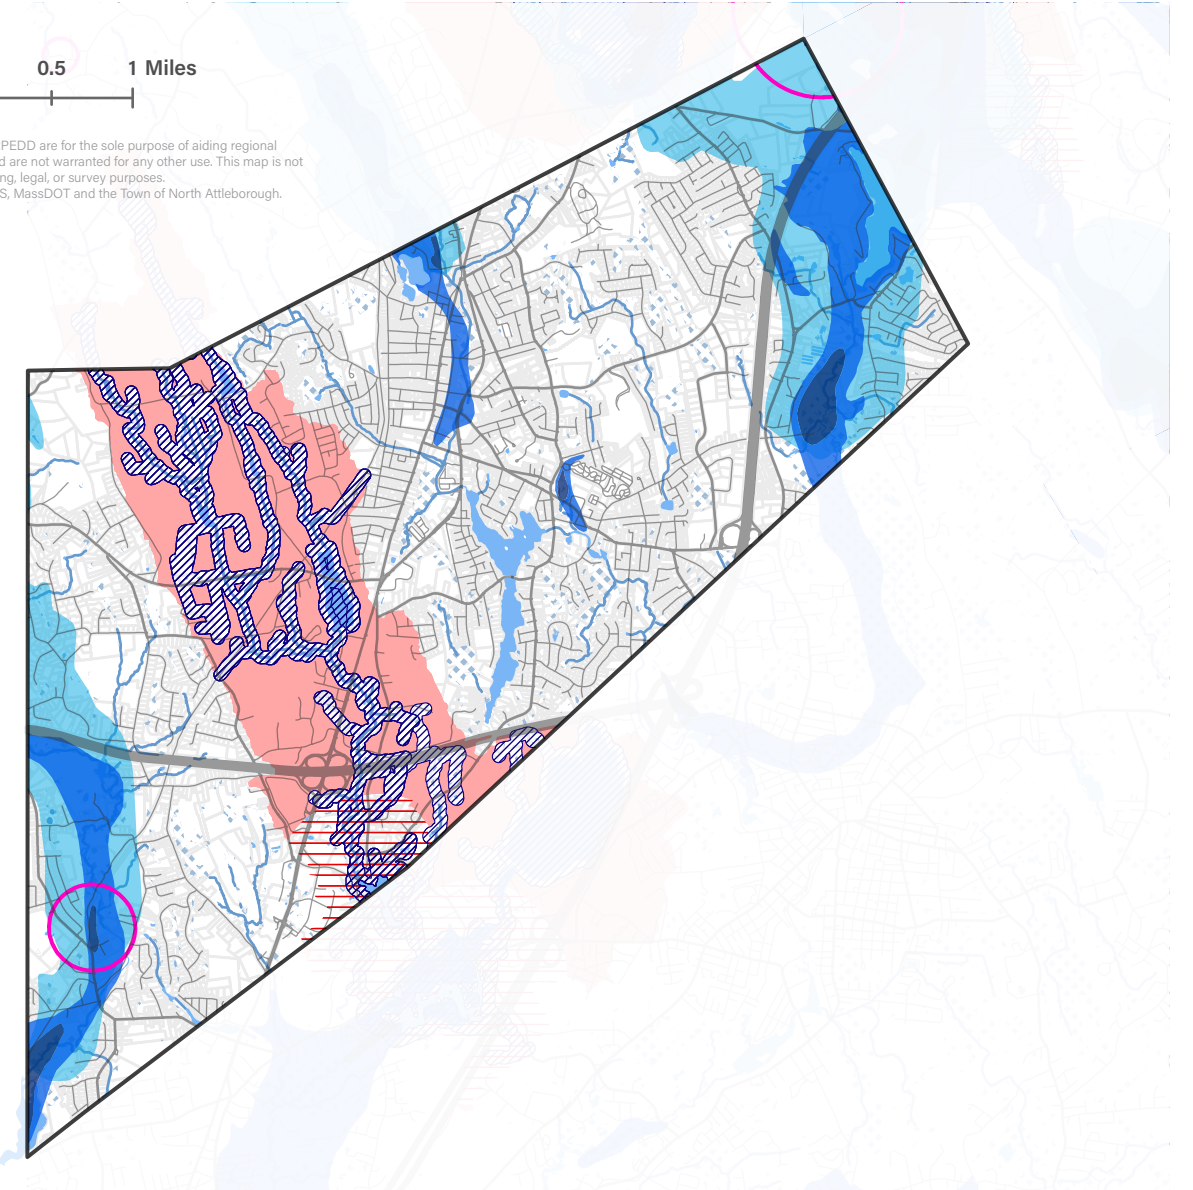 0.5 1 Miles
PEDD are for the sole purpose of aiding regional
d are not warranted for any other use. This map is not
ng, legal, or survey purposes.
S, MassDOT and the Town of North Attleborough.